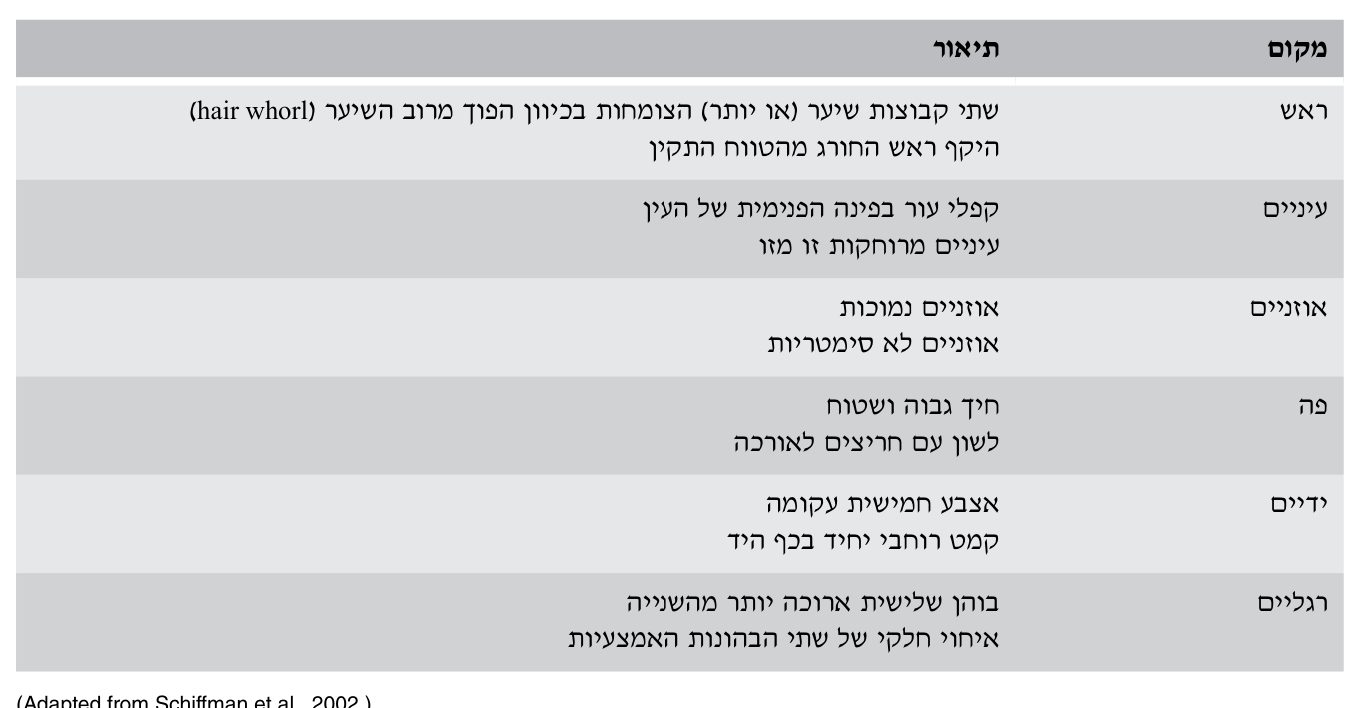 מקום תיאור
ראש שתי קבוצות שיער (או יותר) הצומחות בכיוון הפוך מרוב השיער (hair whorl)
היקף ראש החורג מהטווח התקין
עיניים קפלי עור בפינה הפנימית של העין
עיניים מרוחקות זו מזו
אוזניים אוזניים נמוכות
אוזניים לא סימטריות
פה חיך גבוה ושטוח
לשון עם חריצים לאורכה
ידיים אצבע חמישית עקומה
קמט רוחבי יחיד בכף היד
רגליים בוהן שלישית ארוכה יותר מהשנייה
איחוי חלקי של שתי הבהונות האמצעיות
(Adapted from Schiffman et al., 2002.)